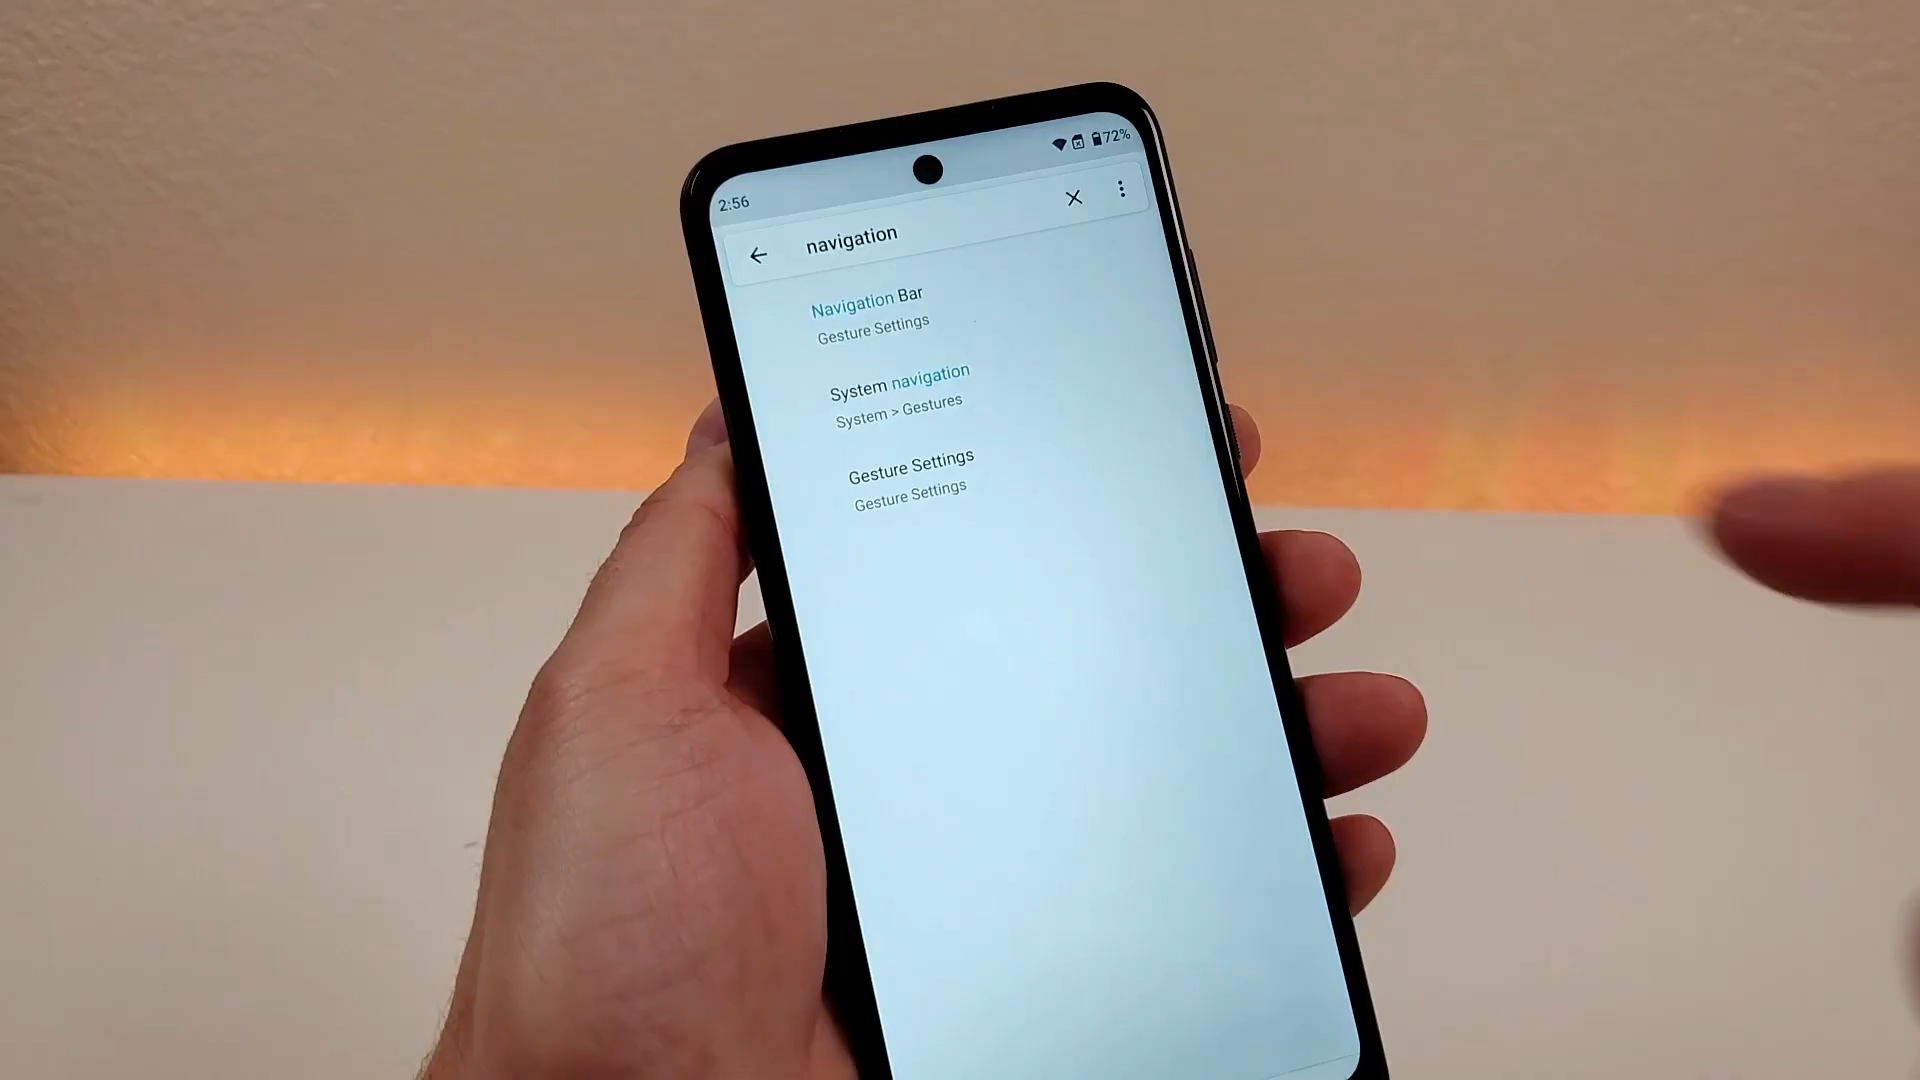 2:56
72%
navigation
Navigation Bar
Gesture Settings
System navigation
System > Gestures
Gesture Settings
Gesture Settings